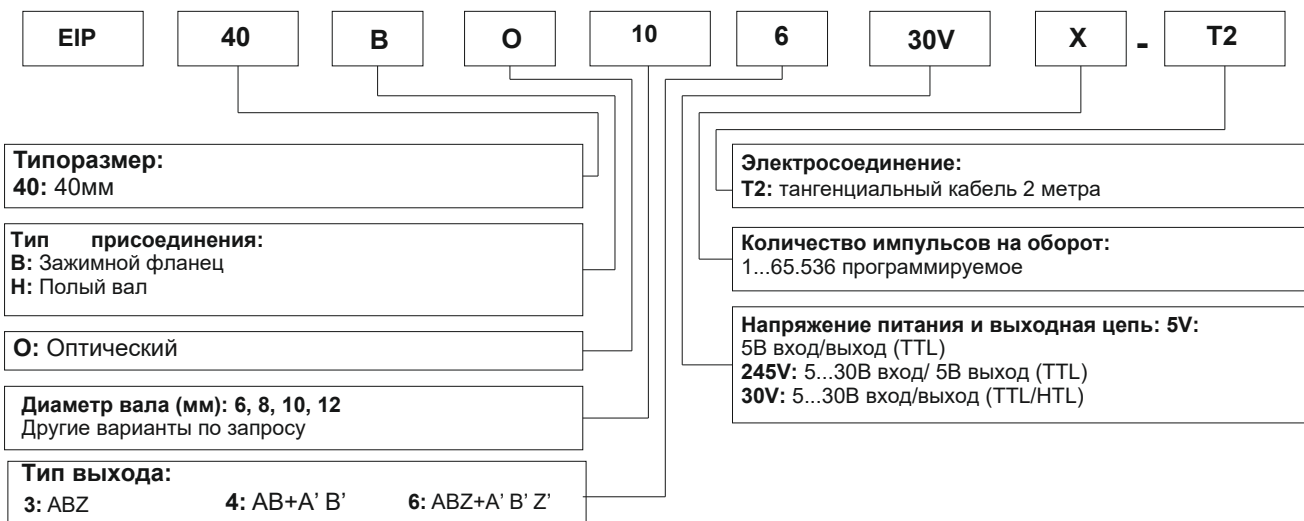 EIP 40 B O 10 6 30V X - T2
Типоразмер:
40: 40мм
Тип присоединения:
B: Зажимной фланец
H: Полый вал
O: Оптический
Диаметр вала (мм): 6, 8, 10, 12
Другие варианты по запросу
Тип выхода:
3: ABZ 4: AB+A’ B’ 6: ABZ+A’ B’ Z’
Электросоединение:
T2: тангенциальный кабель 2 метра
Количество импульсов на оборот:
1...65.536 программируемое
Напряжение питания и выходная цепь: 5V:
5В вход/выход (TTL)
245V: 5...30В вход/ 5В выход (TTL)
30V: 5...30В вход/выход (TTL/HTL)